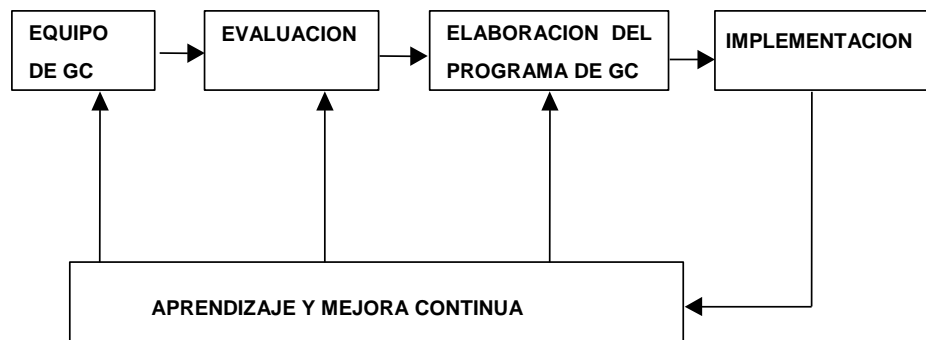 EQUIPO
DE GC
EVALUACION
ELABORACION DEL
PROGRAMA DE GC
IMPLEMENTACION
APRENDIZAJE Y MEJORA CONTINUA